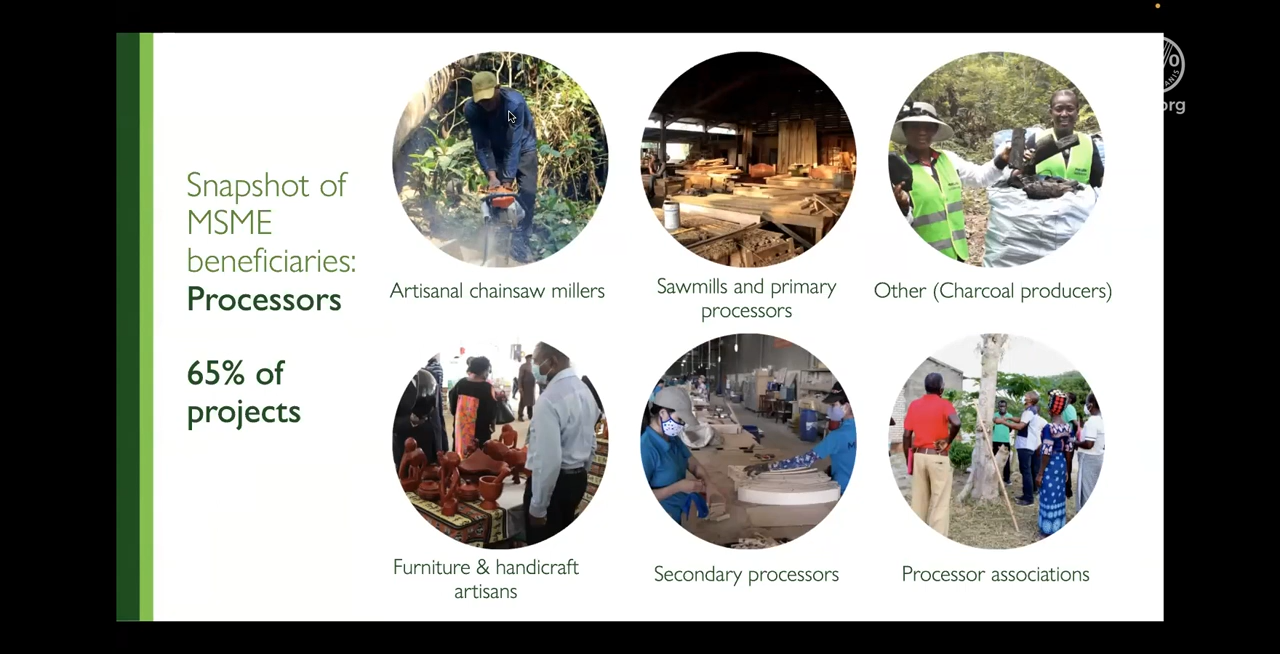 Snapshot of
MSME
beneficiaries:
Processors
65% of
projects
Artisanal chainsaw millers
Sawmills and primary
processors
Other (Charcoal producers)
Furniture & handicraft
artisans
Secondary processors
Processor associations
org